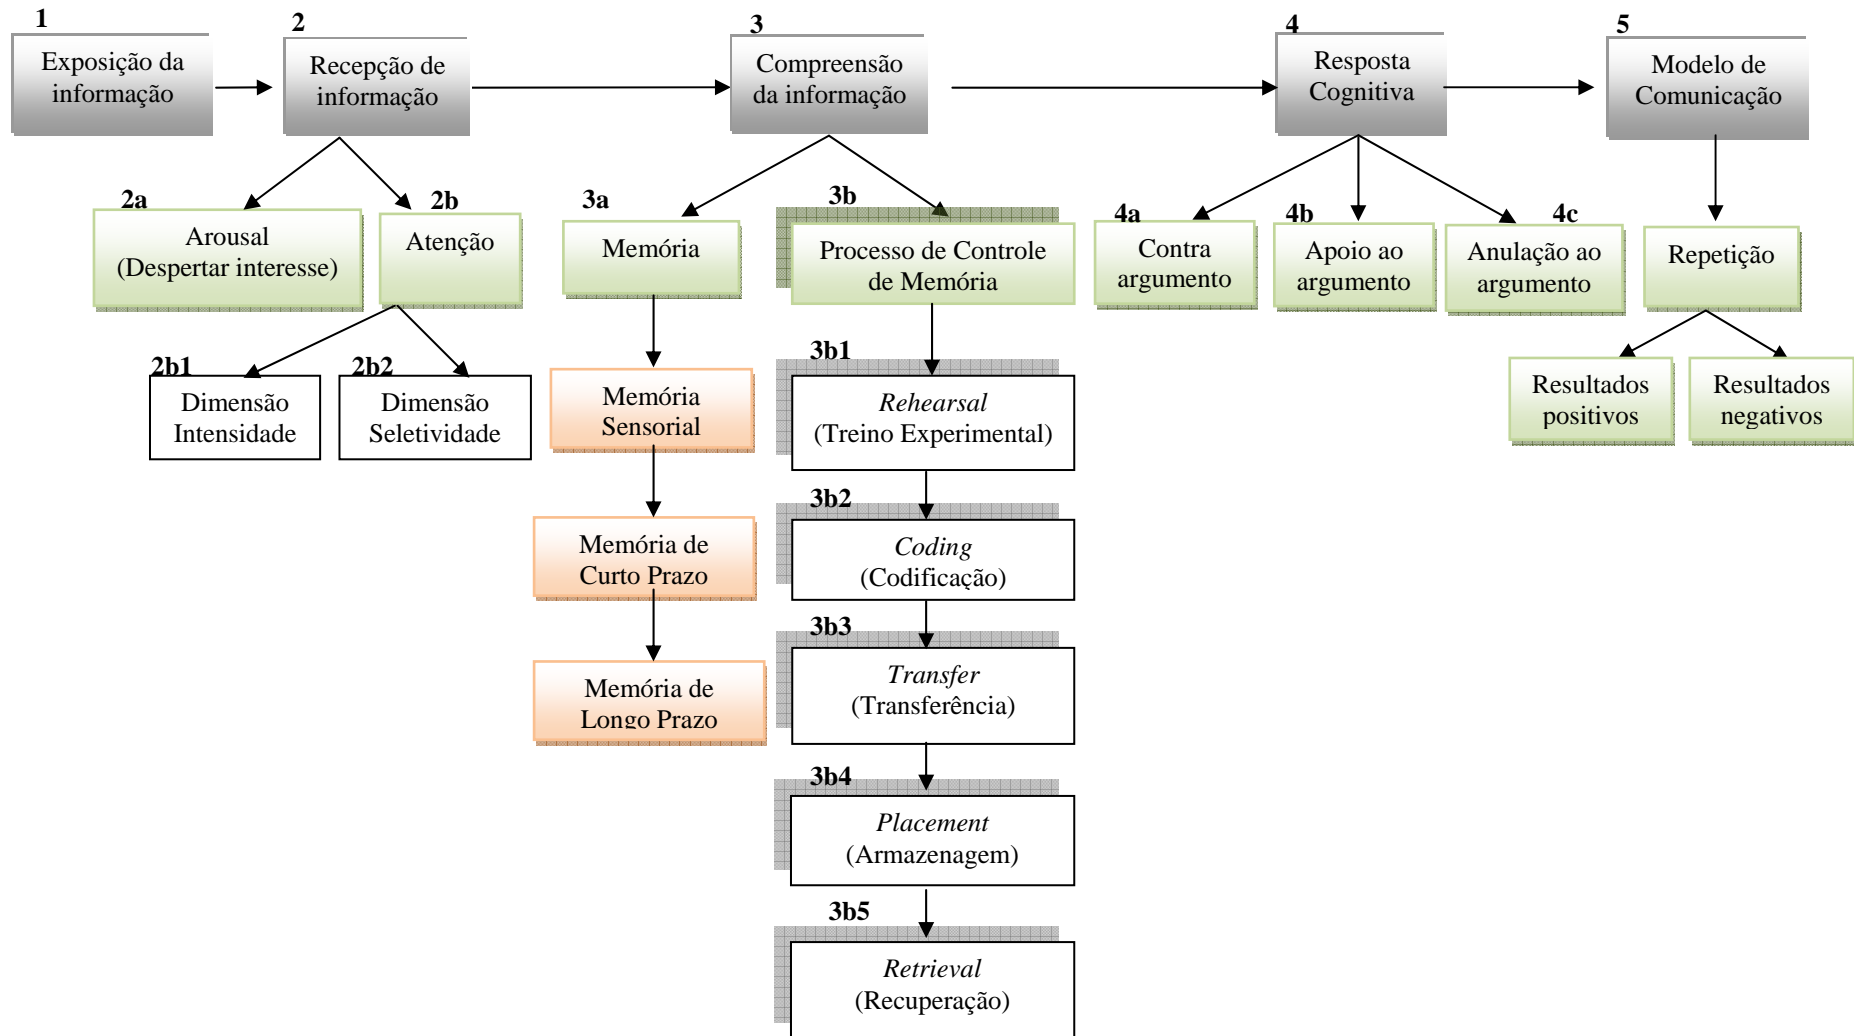 1
Exposição da
informação
2
Recepção de
informação
3
Compreensão
da informação
4
Resposta
Cognitiva
5
Modelo de
Comunicação
2a
Arousal
(Despertar interesse)
2b
Atenção
3a
Memória
3b
Processo de Controle
de Memória
4a
Contra
argumento
4b
Apoio ao
argumento
4c
Anulação ao
argumento
Repetição
2b1
Dimensão
Intensidade
2b2
Dimensão
Seletividade
Memória
Sensorial
Memória de
Curto Prazo
Memória de
Longo Prazo
3b1
Rehearsal
(Treino Experimental)
3b2
Coding
(Codificação)
3b3
Transfer
(Transferência)
3b4
Placement
(Armazenagem)
3b5
Retrieval
(Recuperação)
Resultados
positivos
Resultados
negativos